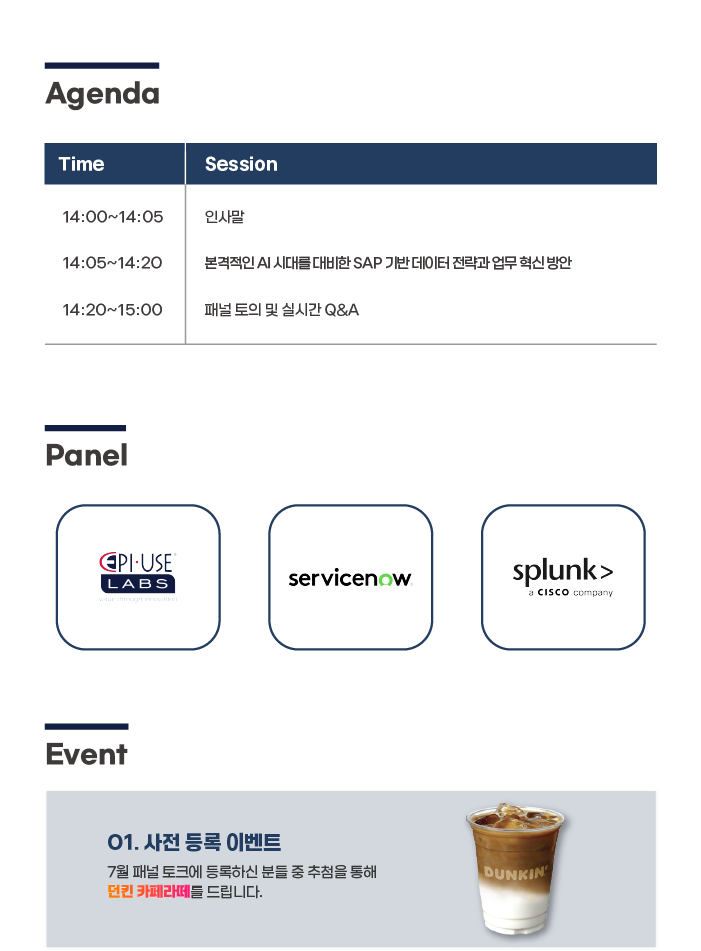 Agenda
Time Session
14:00~14:05 인사말
14:05~14:20 본격적인 AI 시대를 대비한 SAP 기반 데이터 전략과 업무 혁신 방안
14:20~15:00 패널 토의 및 실시간 Q&A
Panel
EPI·USE
LABS
servicenow
splunk>
a CISCO company
Event
01. 사전 등록 이벤트
7월 패널 토크에 등록하신 분들 중 추첨을 통해
던킨 카페라떼를 드립니다.
DUNKIN'